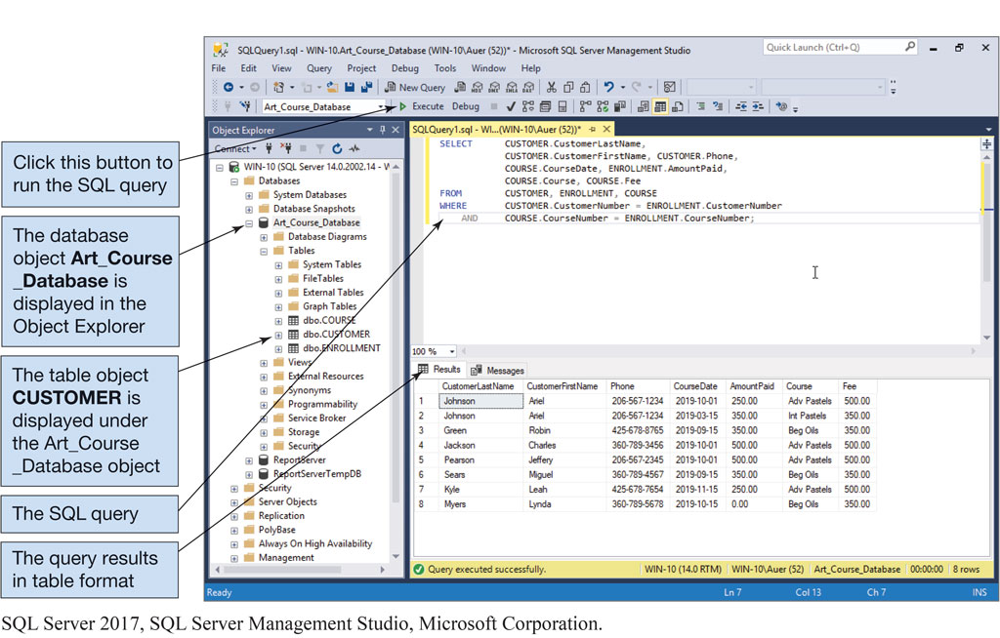 SQLQuery1.sql - WIN-10.Art_Course_Database (WIN-10\Auer (52))* - Microsoft SQL Server Management Studio
Quick Launch (Ctrl+Q)
File Edit View Query Project Debug Tools Window Help
New Query
Art_Course_Database Execute Debug
Object Explorer
Connect
WIN-10 (SQL Server 14.0.2002.14 - W
Databases
System Databases
Database Snapshots
Art_Course_Database
Database Diagrams
Tables
System Tables
FileTables
External Tables
Graph Tables
dbo.COURSE
dbo.CUSTOMER
dbo.ENROLLMENT
Views
External Resources
Synonyms
Programmability
Service Broker
Storage
Security
ReportServer
ReportServerTempDB
Security
Server Objects
Replication
PolyBase
Always On High Availability
Management
SQLQuery1.sql - WI...(WIN-10\Auer (52))*
SELECT CUSTOMER.CustomerLastName,
CUSTOMER.CustomerFirstName, CUSTOMER.Phone,
COURSE.CourseDate, ENROLLMENT.AmountPaid,
COURSE.Course, COURSE.Fee
FROM CUSTOMER, ENROLLMENT, COURSE
WHERE CUSTOMER.CustomerNumber = ENROLLMENT.CustomerNumber
AND COURSE.CourseNumber = ENROLLMENT.CourseNumber;
100 %
Results Messages
CustomerLastName CustomerFirstName Phone CourseDate AmountPaid Course Fee
1 Johnson Ariel 206-567-1234 2019-10-01 250.00 Adv Pastels 500.00
2 Johnson Ariel 206-567-1234 2019-03-15 350.00 Int Pastels 350.00
3 Green Robin 425-678-8765 2019-09-15 350.00 Beg Oils 350.00
4 Jackson Charles 360-789-3456 2019-10-01 500.00 Adv Pastels 500.00
5 Pearson Jeffery 206-567-2345 2019-10-01 500.00 Adv Pastels 500.00
6 Sears Miguel 360-789-4567 2019-09-15 350.00 Beg Oils 350.00
7 Kyle Leah 425-678-7654 2019-11-15 250.00 Adv Pastels 500.00
8 Myers Lynda 360-789-5678 2019-10-15 0.00 Beg Oils 350.00
Query executed successfully. WIN-10 (14.0 RTM) WIN-10\Auer (52) Art_Course_Database 00:00:00 8 rows
Ready Ln 7 Col 13 Ch 7 INS
Click this button to
run the SQL query
The database
object Art_Course
_Database is
displayed in the
Object Explorer
The table object
CUSTOMER is
displayed under
the Art_Course
_Database object
The SQL query
The query results
in table format
SQL Server 2017, SQL Server Management Studio, Microsoft Corporation.